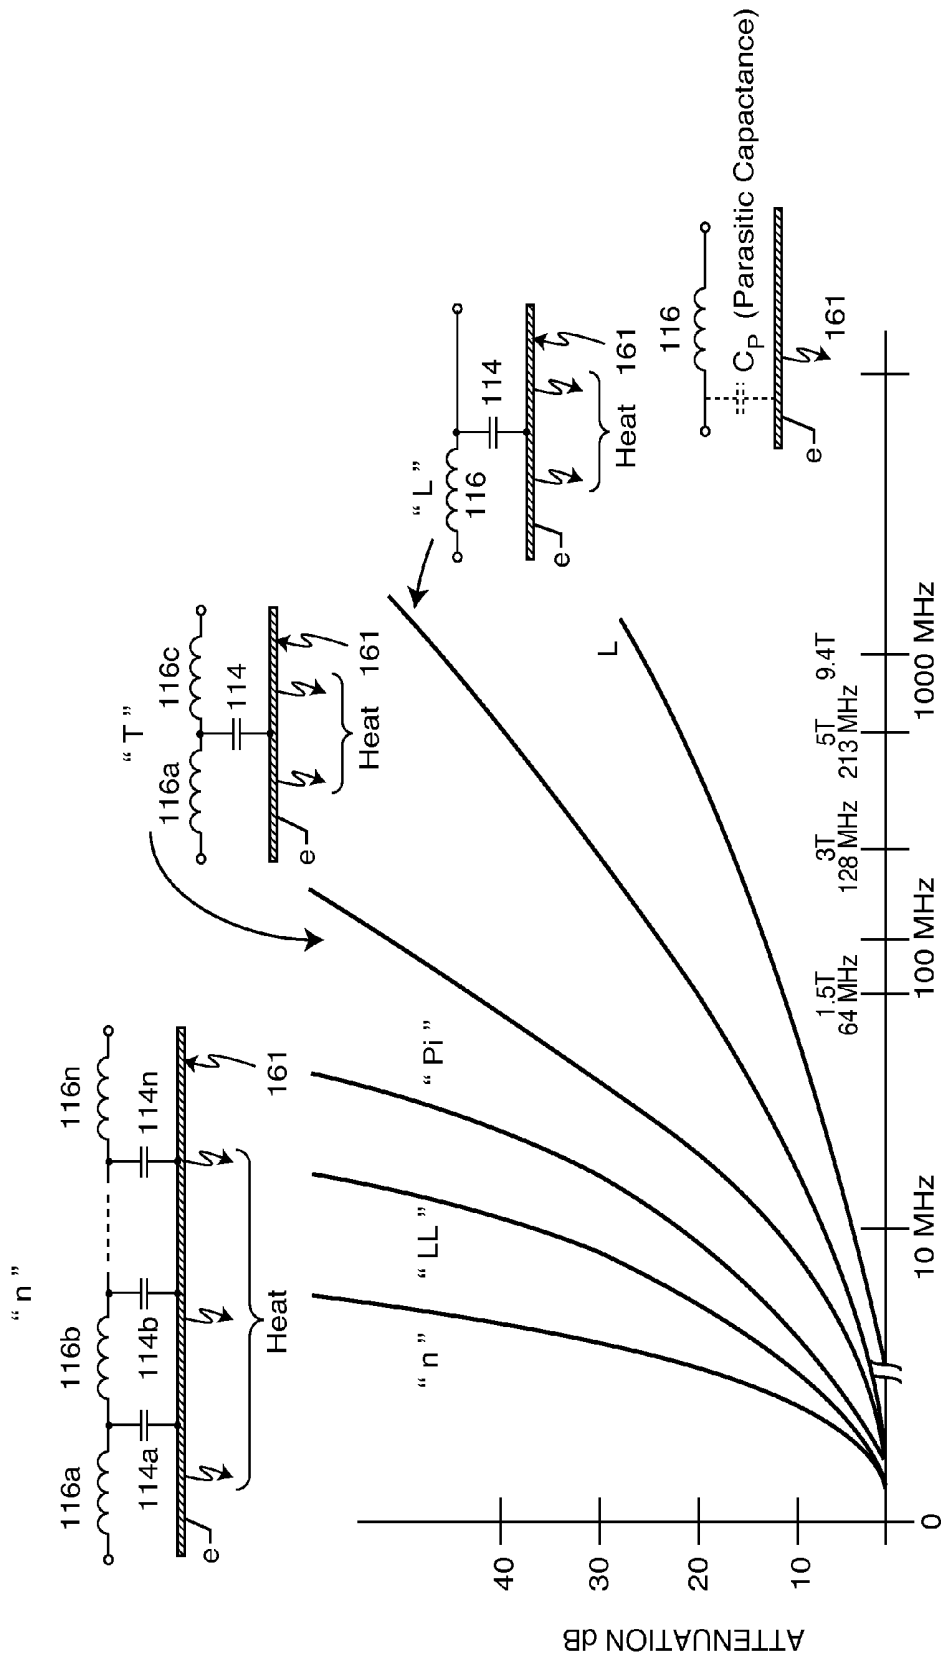 “ n ”
116a
116b
116n
114a
114b
114n
e-
Heat
161
“ T ”
116a
116c
114
e-
Heat
161
“ L ”
116
114
e-
Heat
161
116
CP (Parasitic Capactance)
e-
161
“ n ”
“ LL ”
“ Pi ”
L
ATTENUATION dB
40
30
20
10
1.5T
64 MHz
3T
128 MHz
5T
213 MHz
9.4T
0
10 MHz
100 MHz
1000 MHz